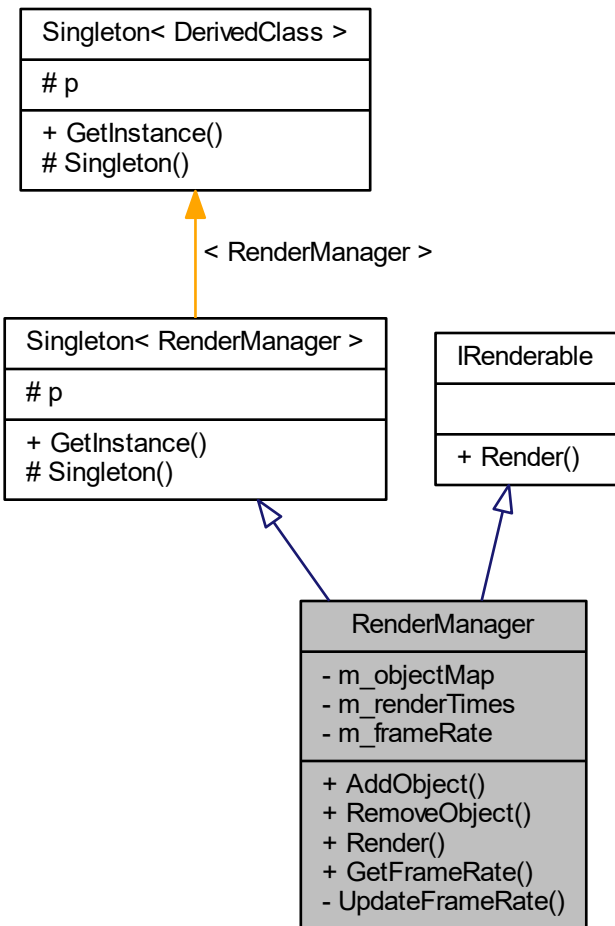 Singleton< DerivedClass >
# p
+ GetInstance()
# Singleton()
< RenderManager >
Singleton< RenderManager >
# p
+ GetInstance()
# Singleton()
IRenderable
+ Render()
RenderManager
- m_objectMap
- m_renderTimes
- m_frameRate
+ AddObject()
+ RemoveObject()
+ Render()
+ GetFrameRate()
- UpdateFrameRate()